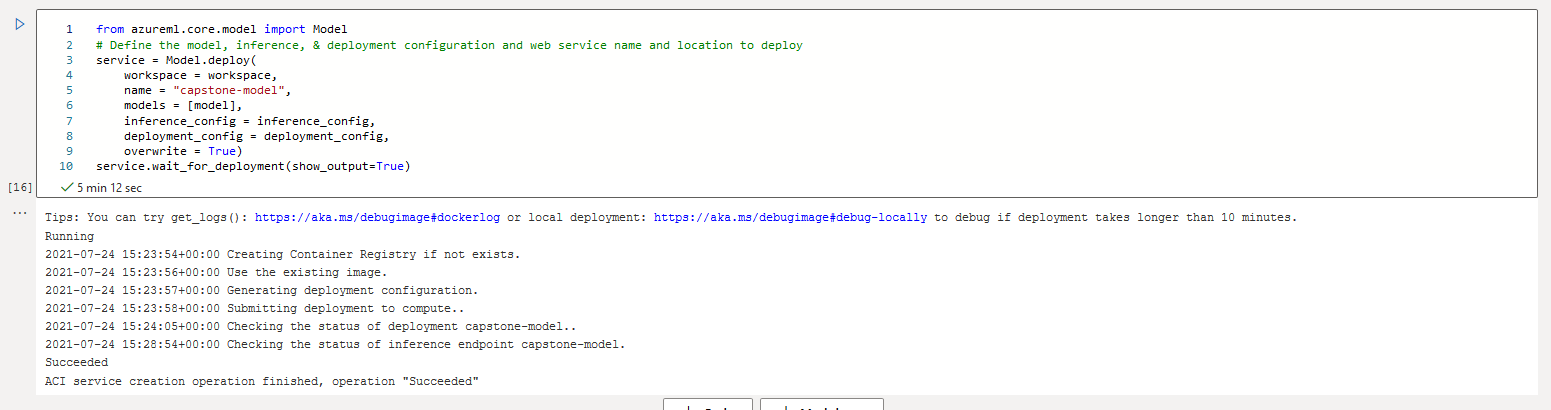 1 from azureml.core.model import Model
2 # Define the model, inference, & deployment configuration and web service name and location to deploy
3 service = Model.deploy(
4 workspace = workspace,
5 name = "capstone-model",
6 models = [model],
7 inference_config = inference_config,
8 deployment_config = deployment_config,
9 overwrite = True)
10 service.wait_for_deployment(show_output=True)
[16] 5 min 12 sec
Tips: You can try get_logs(): https://aka.ms/debugimage#dockerlog or local deployment: https://aka.ms/debugimage#debug-locally to debug if deployment takes longer than 10 minutes.
Running
2021-07-24 15:23:54+00:00 Creating Container Registry if not exists.
2021-07-24 15:23:56+00:00 Use the existing image.
2021-07-24 15:23:57+00:00 Generating deployment configuration.
2021-07-24 15:23:58+00:00 Submitting deployment to compute..
2021-07-24 15:24:05+00:00 Checking the status of deployment capstone-model..
2021-07-24 15:28:54+00:00 Checking the status of inference endpoint capstone-model.
Succeeded
ACI service creation operation finished, operation "Succeeded"